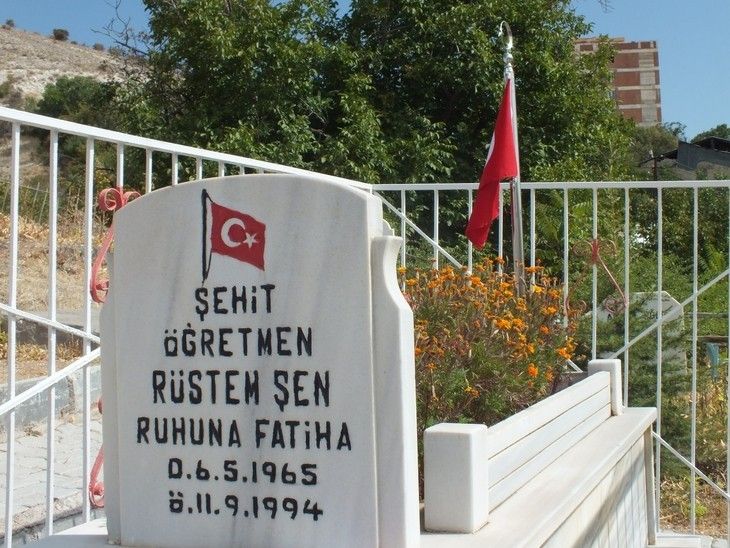 ŞEHİT
ÖĞRETMEN
RÜSTEM ŞEN
RUHUNA FATİHA
D.6.5.1965
Ö.11.9.1994